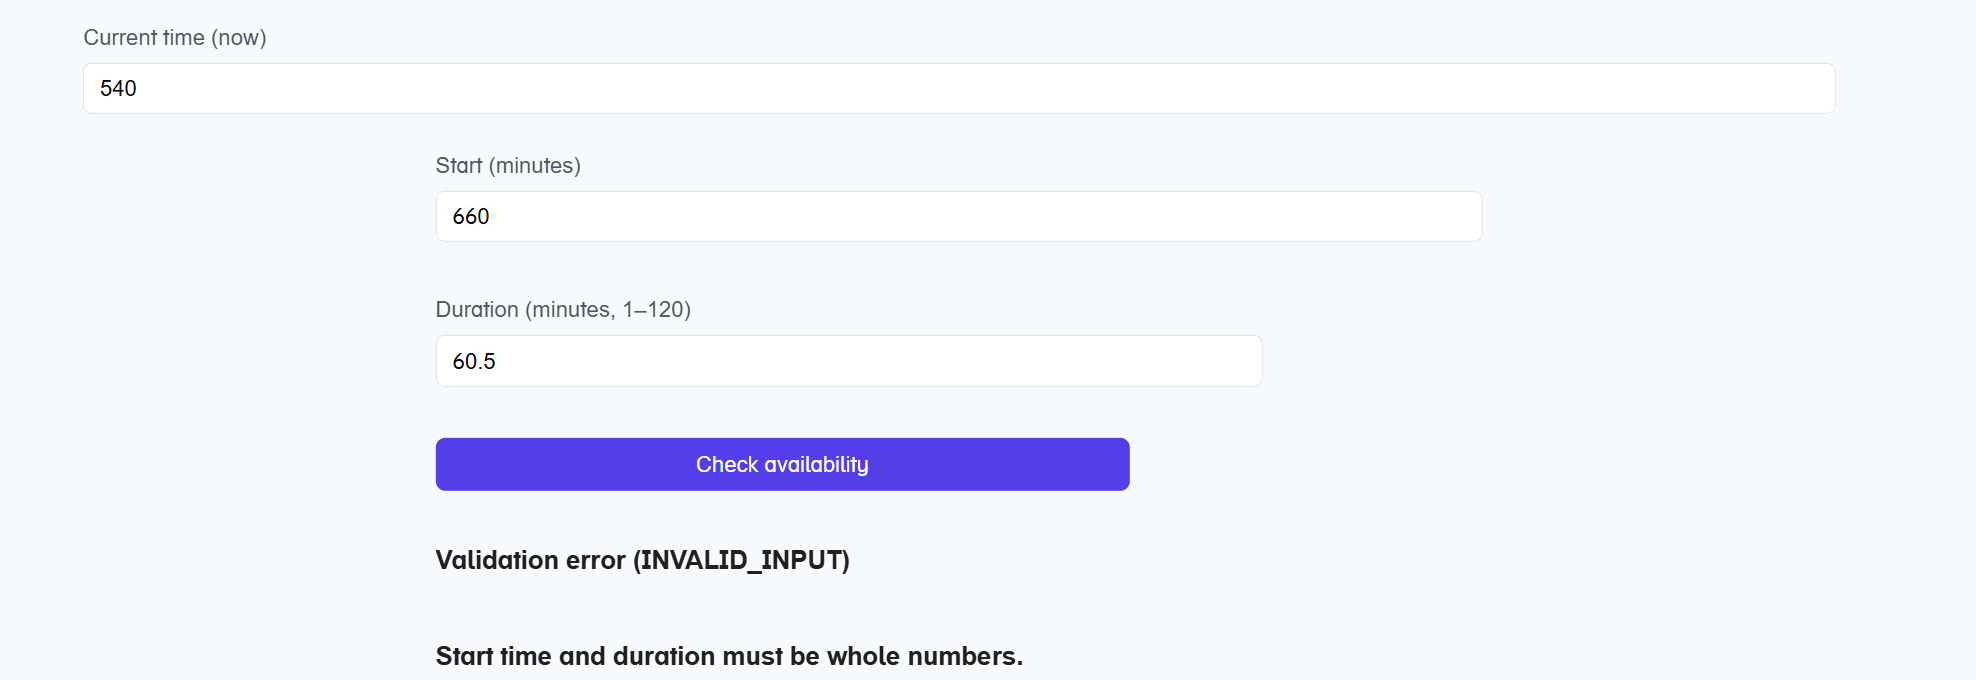 Current time (now)
540
Start (minutes)
660
Duration (minutes, 1–120)
60.5
Check availability
Validation error (INVALID_INPUT)
Start time and duration must be whole numbers.